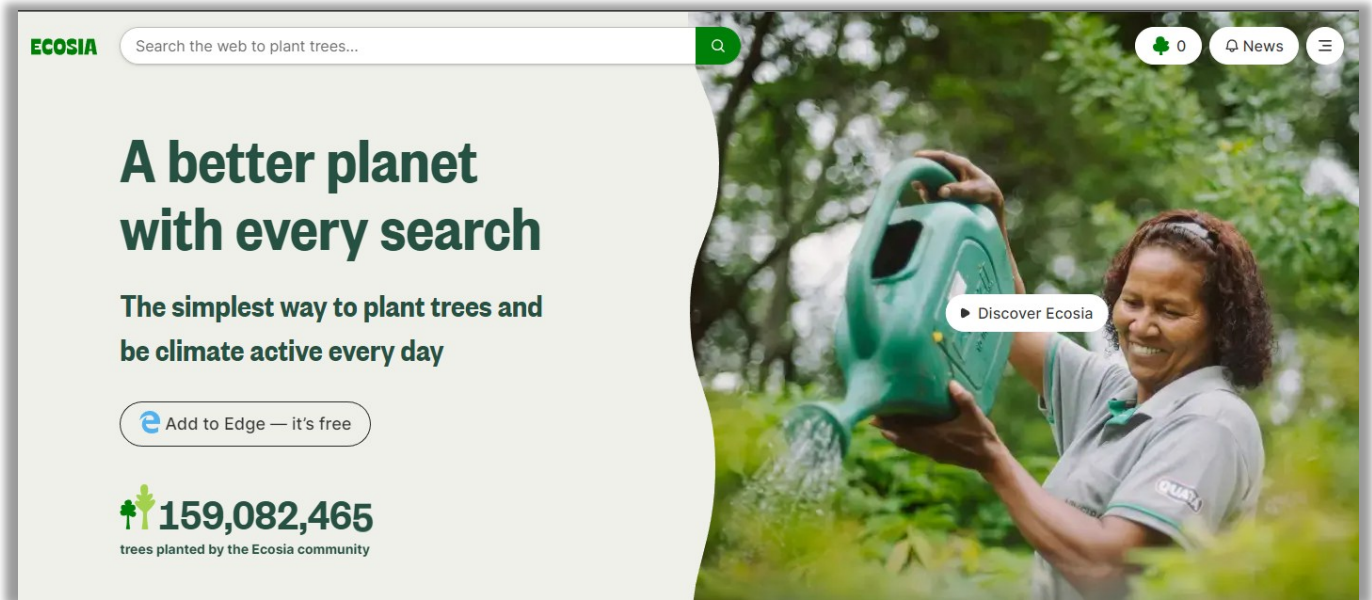 ECOSIA
Search the web to plant trees...
0
News
A better planet
with every search
The simplest way to plant trees and
be climate active every day
Add to Edge — it's free
159,082,465
trees planted by the Ecosia community
Discover Ecosia